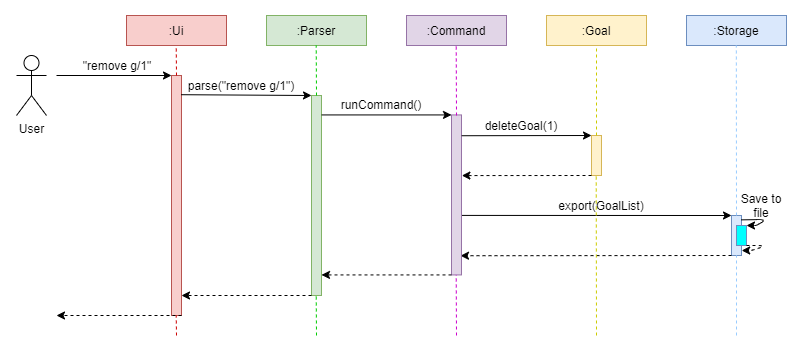 :Ui
:Parser
:Command
:Goal
:Storage
"remove g/1"
parse("remove g/1")
runCommand()
User
deleteGoal(1)
export(GoalList)
Save to
file